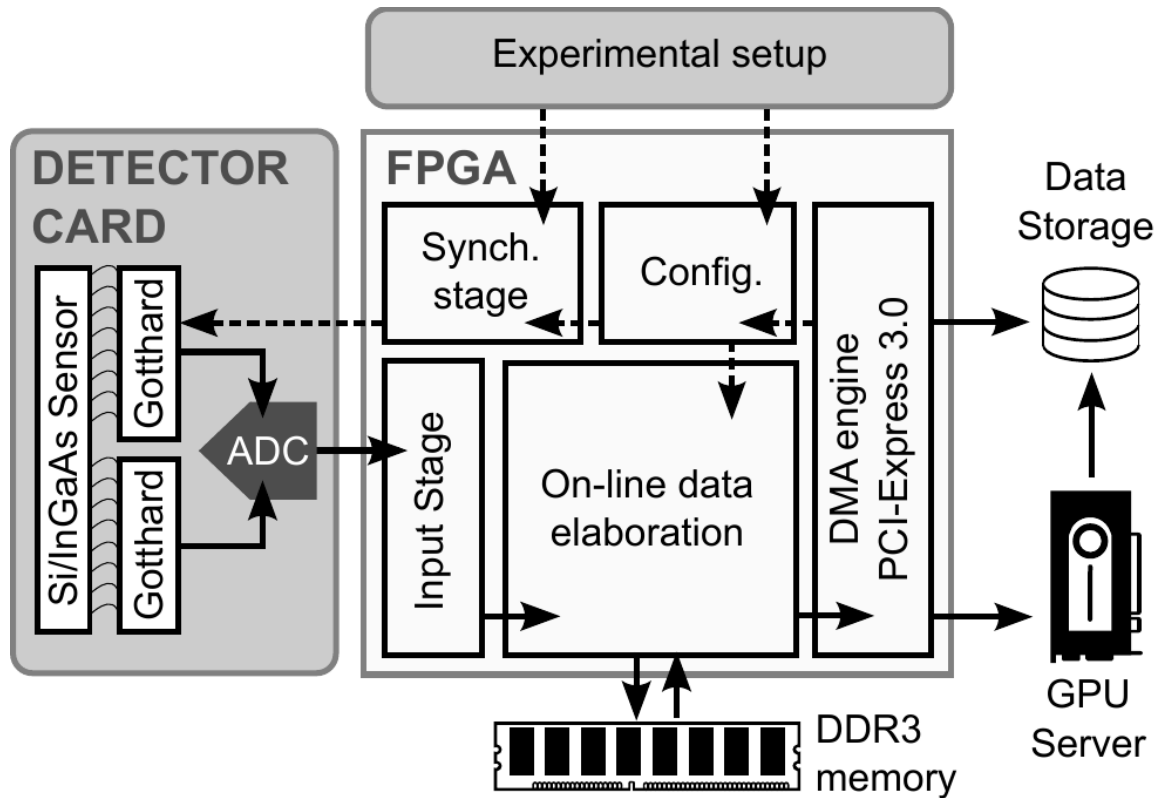 Experimental setup
DETECTOR
CARD
Si/InGaAs Sensor
Gotthard
Gotthard
ADC
FPGA
Synch.
stage
Config.
Input Stage
On-line data
elaboration
DMA engine
PCI-Express 3.0
Data
Storage
GPU
Server
DDR3
memory